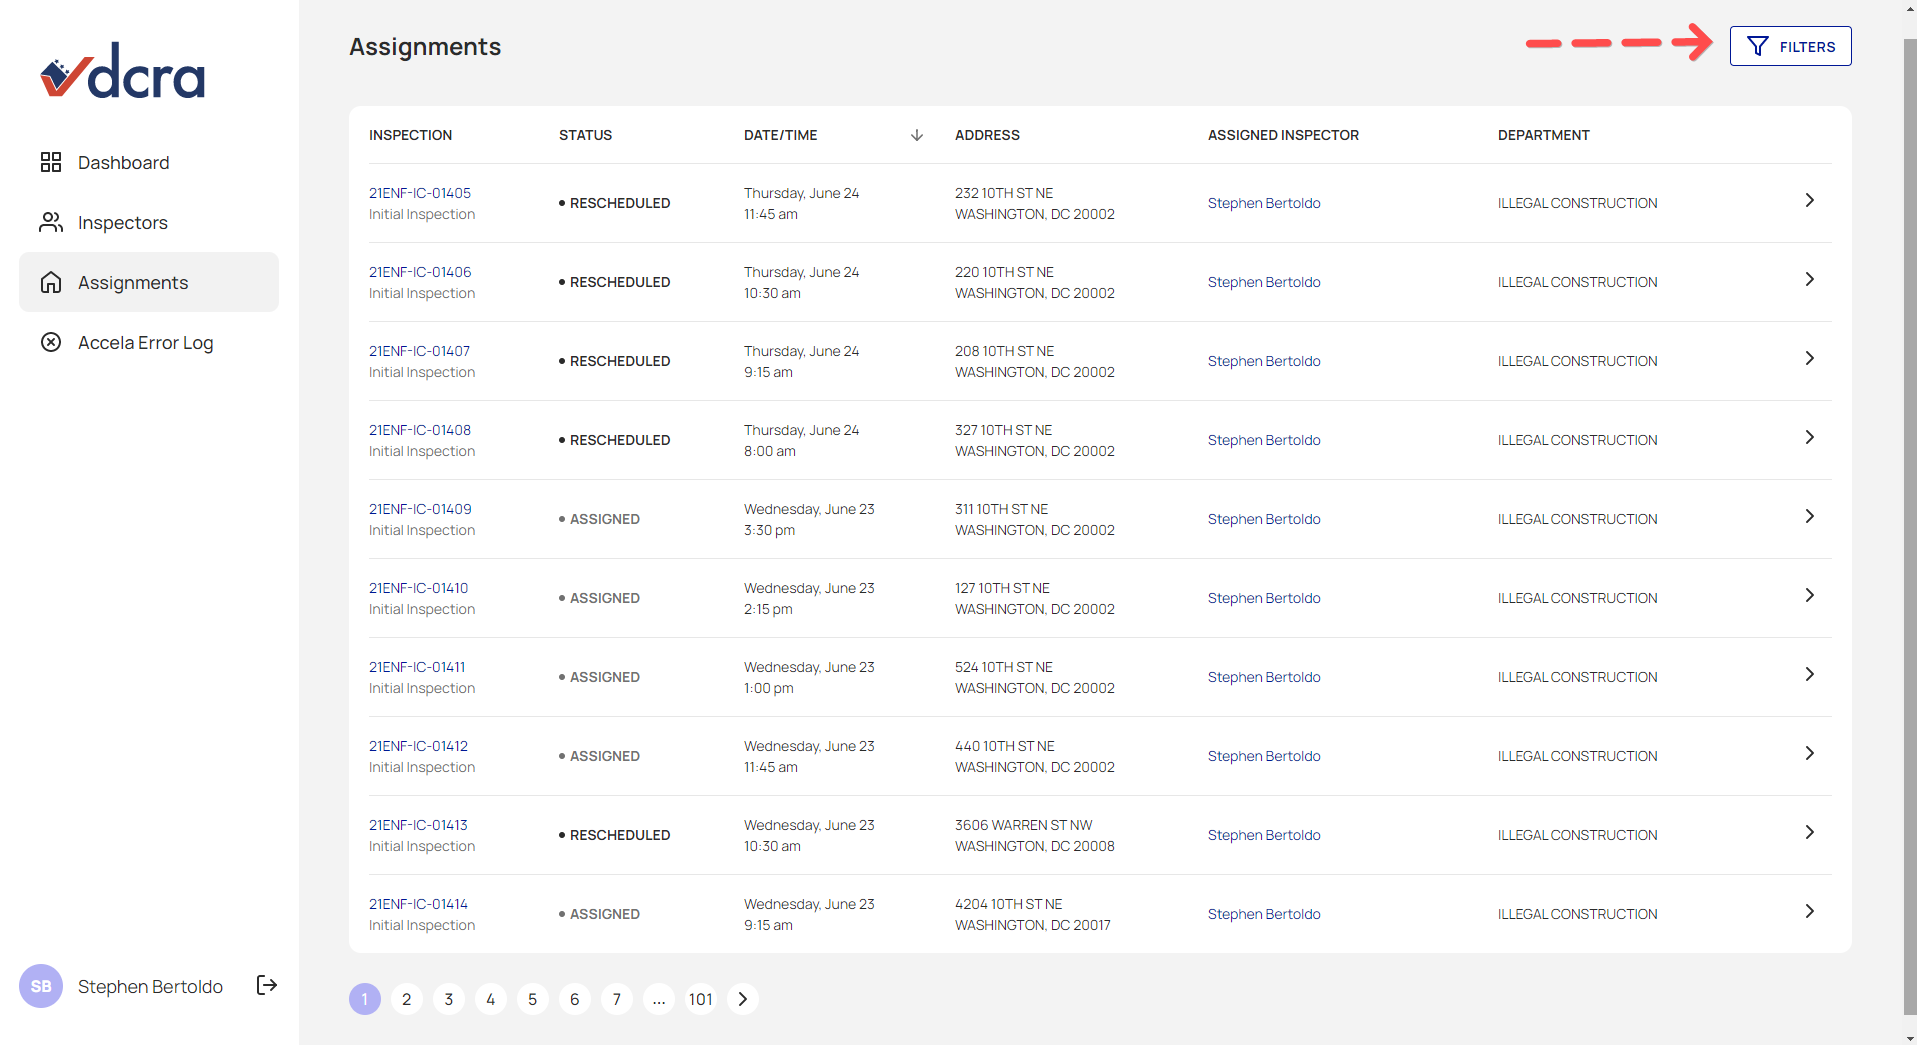 dcra
Dashboard
Inspectors
Assignments
Accela Error Log
SB Stephen Bertoldo
Assignments
FILTERS
INSPECTION STATUS DATE/TIME ADDRESS ASSIGNED INSPECTOR DEPARTMENT
21ENF-IC-01405
Initial Inspection
RESCHEDULED
Thursday, June 24
11:45 am
232 10TH ST NE
WASHINGTON, DC 20002
Stephen Bertoldo
ILLEGAL CONSTRUCTION
21ENF-IC-01406
Initial Inspection
RESCHEDULED
Thursday, June 24
10:30 am
220 10TH ST NE
WASHINGTON, DC 20002
Stephen Bertoldo
ILLEGAL CONSTRUCTION
21ENF-IC-01407
Initial Inspection
RESCHEDULED
Thursday, June 24
9:15 am
208 10TH ST NE
WASHINGTON, DC 20002
Stephen Bertoldo
ILLEGAL CONSTRUCTION
21ENF-IC-01408
Initial Inspection
RESCHEDULED
Thursday, June 24
8:00 am
327 10TH ST NE
WASHINGTON, DC 20002
Stephen Bertoldo
ILLEGAL CONSTRUCTION
21ENF-IC-01409
Initial Inspection
ASSIGNED
Wednesday, June 23
3:30 pm
311 10TH ST NE
WASHINGTON, DC 20002
Stephen Bertoldo
ILLEGAL CONSTRUCTION
21ENF-IC-01410
Initial Inspection
ASSIGNED
Wednesday, June 23
2:15 pm
127 10TH ST NE
WASHINGTON, DC 20002
Stephen Bertoldo
ILLEGAL CONSTRUCTION
21ENF-IC-01411
Initial Inspection
ASSIGNED
Wednesday, June 23
1:00 pm
524 10TH ST NE
WASHINGTON, DC 20002
Stephen Bertoldo
ILLEGAL CONSTRUCTION
21ENF-IC-01412
Initial Inspection
ASSIGNED
Wednesday, June 23
11:45 am
440 10TH ST NE
WASHINGTON, DC 20002
Stephen Bertoldo
ILLEGAL CONSTRUCTION
21ENF-IC-01413
Initial Inspection
RESCHEDULED
Wednesday, June 23
10:30 am
3606 WARREN ST NW
WASHINGTON, DC 20008
Stephen Bertoldo
ILLEGAL CONSTRUCTION
21ENF-IC-01414
Initial Inspection
ASSIGNED
Wednesday, June 23
9:15 am
4204 10TH ST NE
WASHINGTON, DC 20017
Stephen Bertoldo
ILLEGAL CONSTRUCTION
1 2 3 4 5 6 7 ... 101